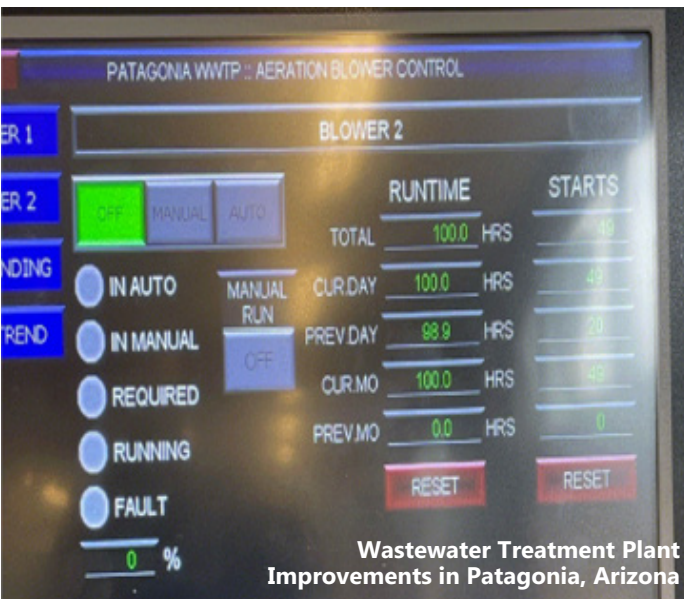 PATAGONIA WWTP :: AERATION BLOWER CONTROL
ER 1
BLOWER 2
ER 2
OFF MANUAL AUTO
RUNTIME STARTS
TOTAL 100.0 HRS 49
NDING
IN AUTO
MANUAL RUN
CUR.DAY 100.0 HRS 49
TREND
IN MANUAL
OFF
PREV.DAY 98.9 HRS 20
REQUIRED
CUR.MO 100.0 HRS 49
RUNNING
PREV.MO 0.0 HRS 0
RESET RESET
FAULT
0 %
Wastewater Treatment Plant
Improvements in Patagonia, Arizona